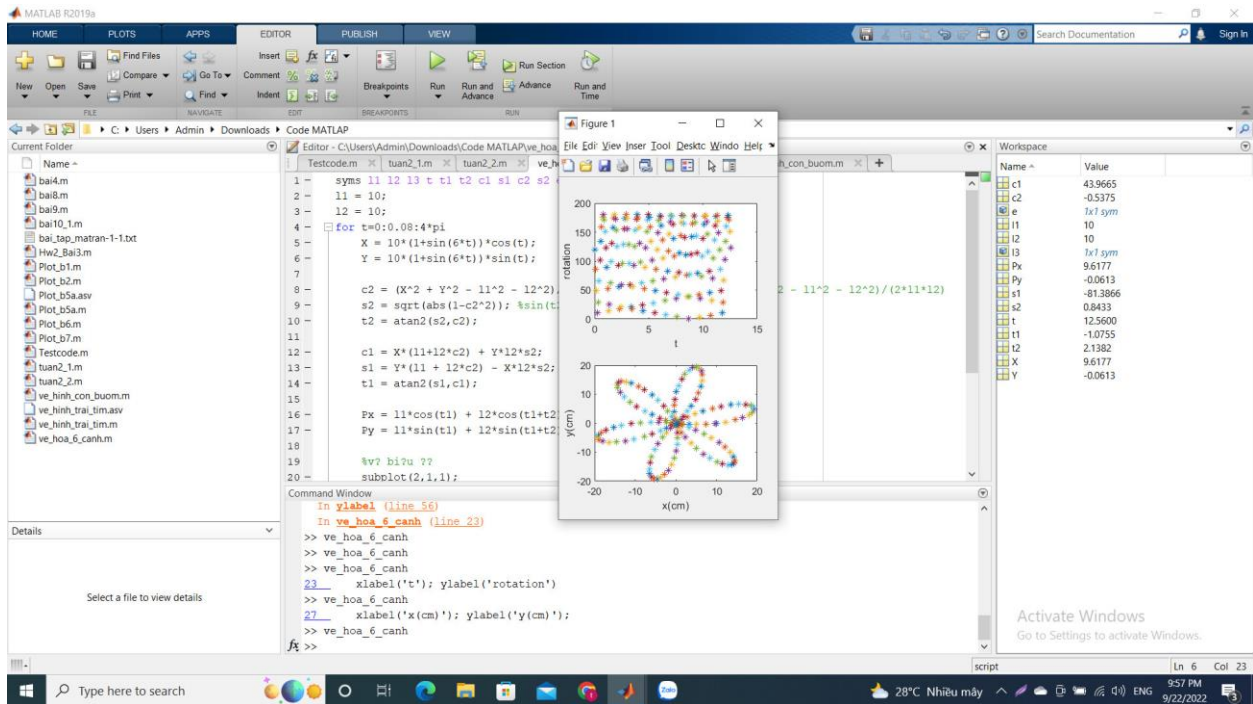 MATLAB R2019a
HOME PLOTS APPS EDITOR PUBLISH VIEW
Search Documentation
Sign In
New Open Save
Find Files
Compare
Print
Go To
Find
Insert
Comment
Indent
Breakpoints
Run
Run and Advance
Run Section
Advance
Run and Time
FILE NAVIGATE EDIT BREAKPOINTS RUN
C: Users Admin Downloads Code MATLAP
Current Folder
Name
bai4.m
bai8.m
bai9.m
bai10_1.m
bai_tap_matran-1-1.txt
Hw2_Bai3.m
Plot_b1.m
Plot_b2.m
Plot_b5a.asv
Plot_b5a.m
Plot_b6.m
Plot_b7.m
Testcode.m
tuan2_1.m
tuan2_2.m
ve_hinh_con_buom.m
ve_hinh_trai_tim.asv
ve_hinh_trai_tim.m
ve_hoa_6_canh.m
Details
Select a file to view details
Editor - C:\Users\Admin\Downloads\Code MATLAP\ve_hoa
Testcode.m tuan2_1.m tuan2_2.m ve_h h_con_buom.m
1 syms l1 l2 l3 t t1 t2 c1 s1 c2 s2
2 l1 = 10;
3 l2 = 10;
4 for t=0:0.08:4*pi
5 X = 10*(1+sin(6*t))*cos(t);
6 Y = 10*(1+sin(6*t))*sin(t);
7
8 c2 = (X^2 + Y^2 - l1^2 - l2^2) 2 - l1^2 - l2^2)/(2*l1*l2)
9 s2 = sqrt(abs(1-c2^2)); %sin(t
10 t2 = atan2(s2,c2);
11
12 c1 = X*(l1+l2*c2) + Y*l2*s2;
13 s1 = Y*(l1 + l2*c2) - X*l2*s2;
14 t1 = atan2(s1,c1);
15
16 Px = l1*cos(t1) + l2*cos(t1+t2
17 Py = l1*sin(t1) + l2*sin(t1+t2
18
19 %v? bi?u ??
20 subplot(2,1,1);
Figure 1
File Edi View Inser Tool Desktc Windo Help
200
150
100
50
0
rotation
0 5 10 15
t
20
10
0
-10
-20
y(cm)
-20 -10 0 10 20
x(cm)
Command Window
In ylabel (line 56)
In ve_hoa_6_canh (line 23)
>> ve_hoa_6_canh
>> ve_hoa_6_canh
>> ve_hoa_6_canh
23 xlabel('t'); ylabel('rotation')
>> ve_hoa_6_canh
27 xlabel('x(cm)'); ylabel('y(cm)');
>> ve_hoa_6_canh
fx >>
Workspace
Name Value
c1 43.9665
c2 -0.5375
e 1x1 sym
l1 10
l2 10
l3 1x1 sym
Px 9.6177
Py -0.0613
s1 -81.3866
s2 0.8433
t 12.5600
t1 -1.0755
t2 2.1382
X 9.6177
Y -0.0613
Activate Windows
Go to Settings to activate Windows.
script Ln 6 Col 23
Type here to search
Zalo
28°C Nhiều mây
ENG
9:57 PM
9/22/2022
3